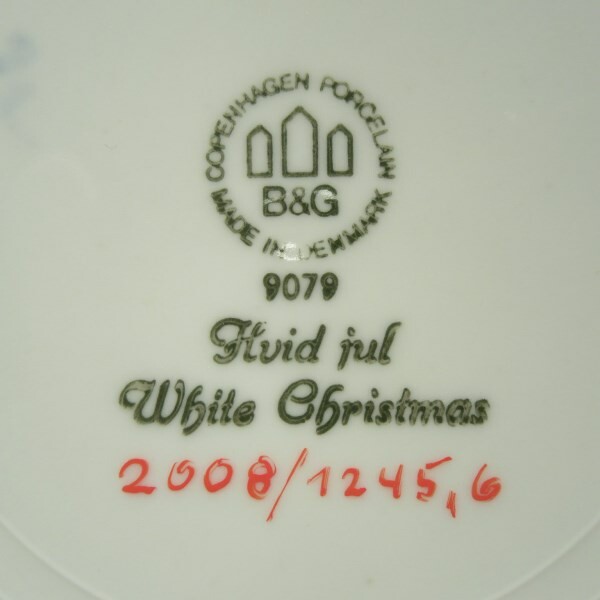 COPENHAGEN PORCELAIN
B&G
MADE IN DENMARK
9079
Hvid jul
White Christmas
2008/1245,6